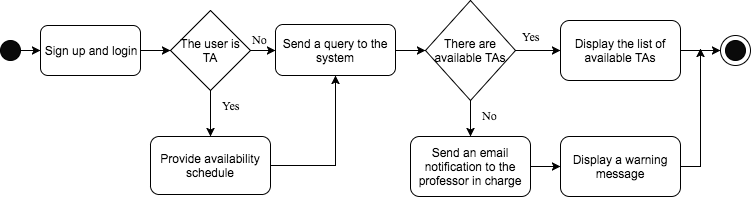 Sign up and login
The user is
TA
No
Send a query to the
system
There are
available TAs
Yes
Display the list of
available TAs
Yes
No
Provide availability
schedule
Send an email
notification to the
professor in charge
Display a warning
message